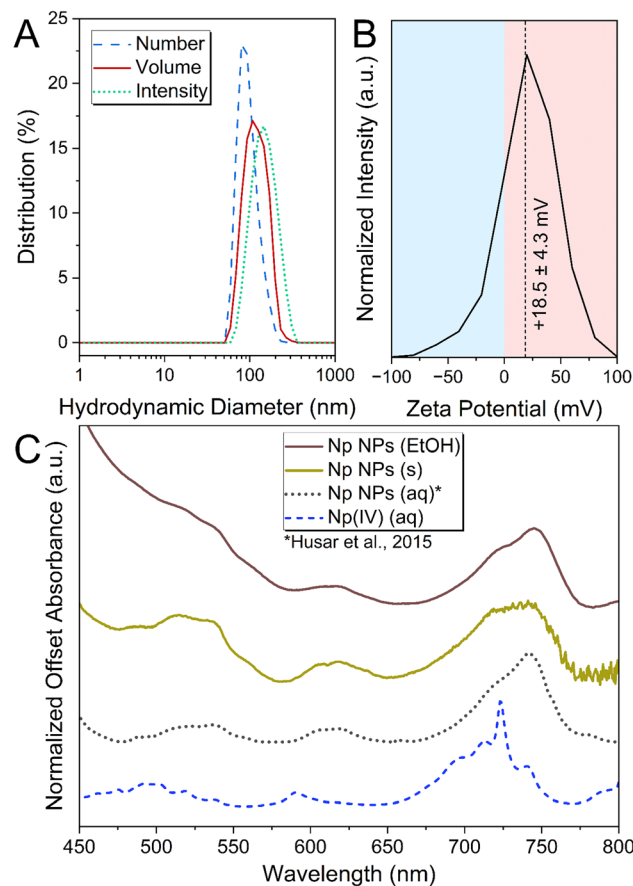 A
25
20
15
10
5
0
Distribution (%)
Number
Volume
Intensity
1
10
100
1000
Hydrodynamic Diameter (nm)
B
Normalized Intensity (a.u.)
+18.5 ± 4.3 mV
−100
−50
0
50
100
Zeta Potential (mV)
C
Normalized Offset Absorbance (a.u.)
Np NPs (EtOH)
Np NPs (s)
Np NPs (aq)*
Np(IV) (aq)
*Husar et al., 2015
450
500
550
600
650
700
750
800
Wavelength (nm)